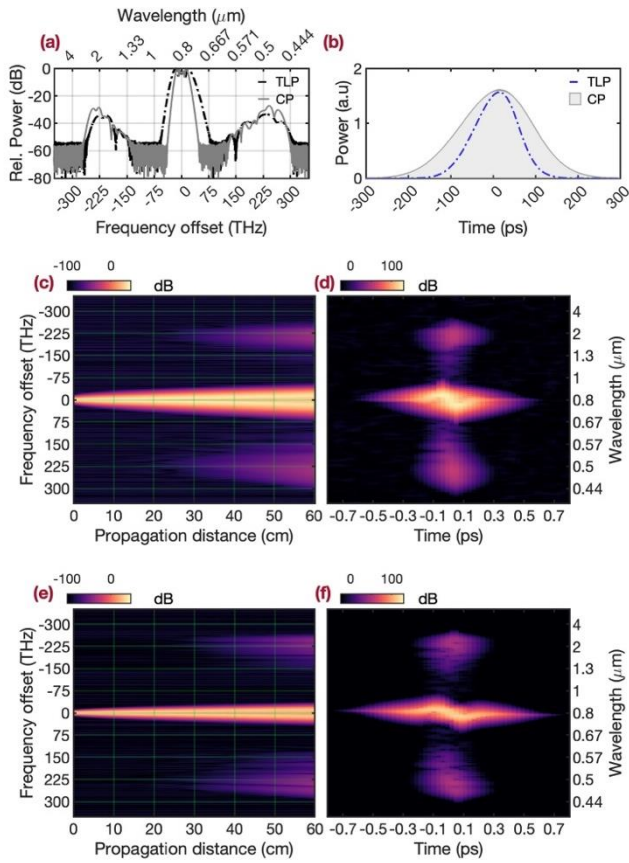 Wavelength (μm)
(a)
4 2 1.33 1 0.8 0.667 0.571 0.5 0.444
Rel. Power (dB)
0
-20
-40
-60
-80
TLP
CP
-300 -225 -150 -75 0 75 150 225 300
Frequency offset (THz)
(b)
Power (a.u)
2
1
0
TLP
CP
-300 -200 -100 0 100 200 300
Time (ps)
(c)
-100 0
dB
Frequency offset (THz)
-300
-225
-150
-75
0
75
150
225
300
0 10 20 30 40 50 60
Propagation distance (cm)
(d)
0 100
dB
4
2
1.3
1
0.8
0.67
0.57
0.5
0.44
Wavelength (μm)
-0.7 -0.5 -0.3 -0.1 0.1 0.3 0.5 0.7
Time (ps)
(e)
-100 0
dB
Frequency offset (THz)
-300
-225
-150
-75
0
75
150
225
300
0 10 20 30 40 50 60
Propagation distance (cm)
(f)
0 100
dB
4
2
1.3
1
0.8
0.67
0.57
0.5
0.44
Wavelength (μm)
-0.7 -0.5 -0.3 -0.1 0.1 0.3 0.5 0.7
Time (ps)